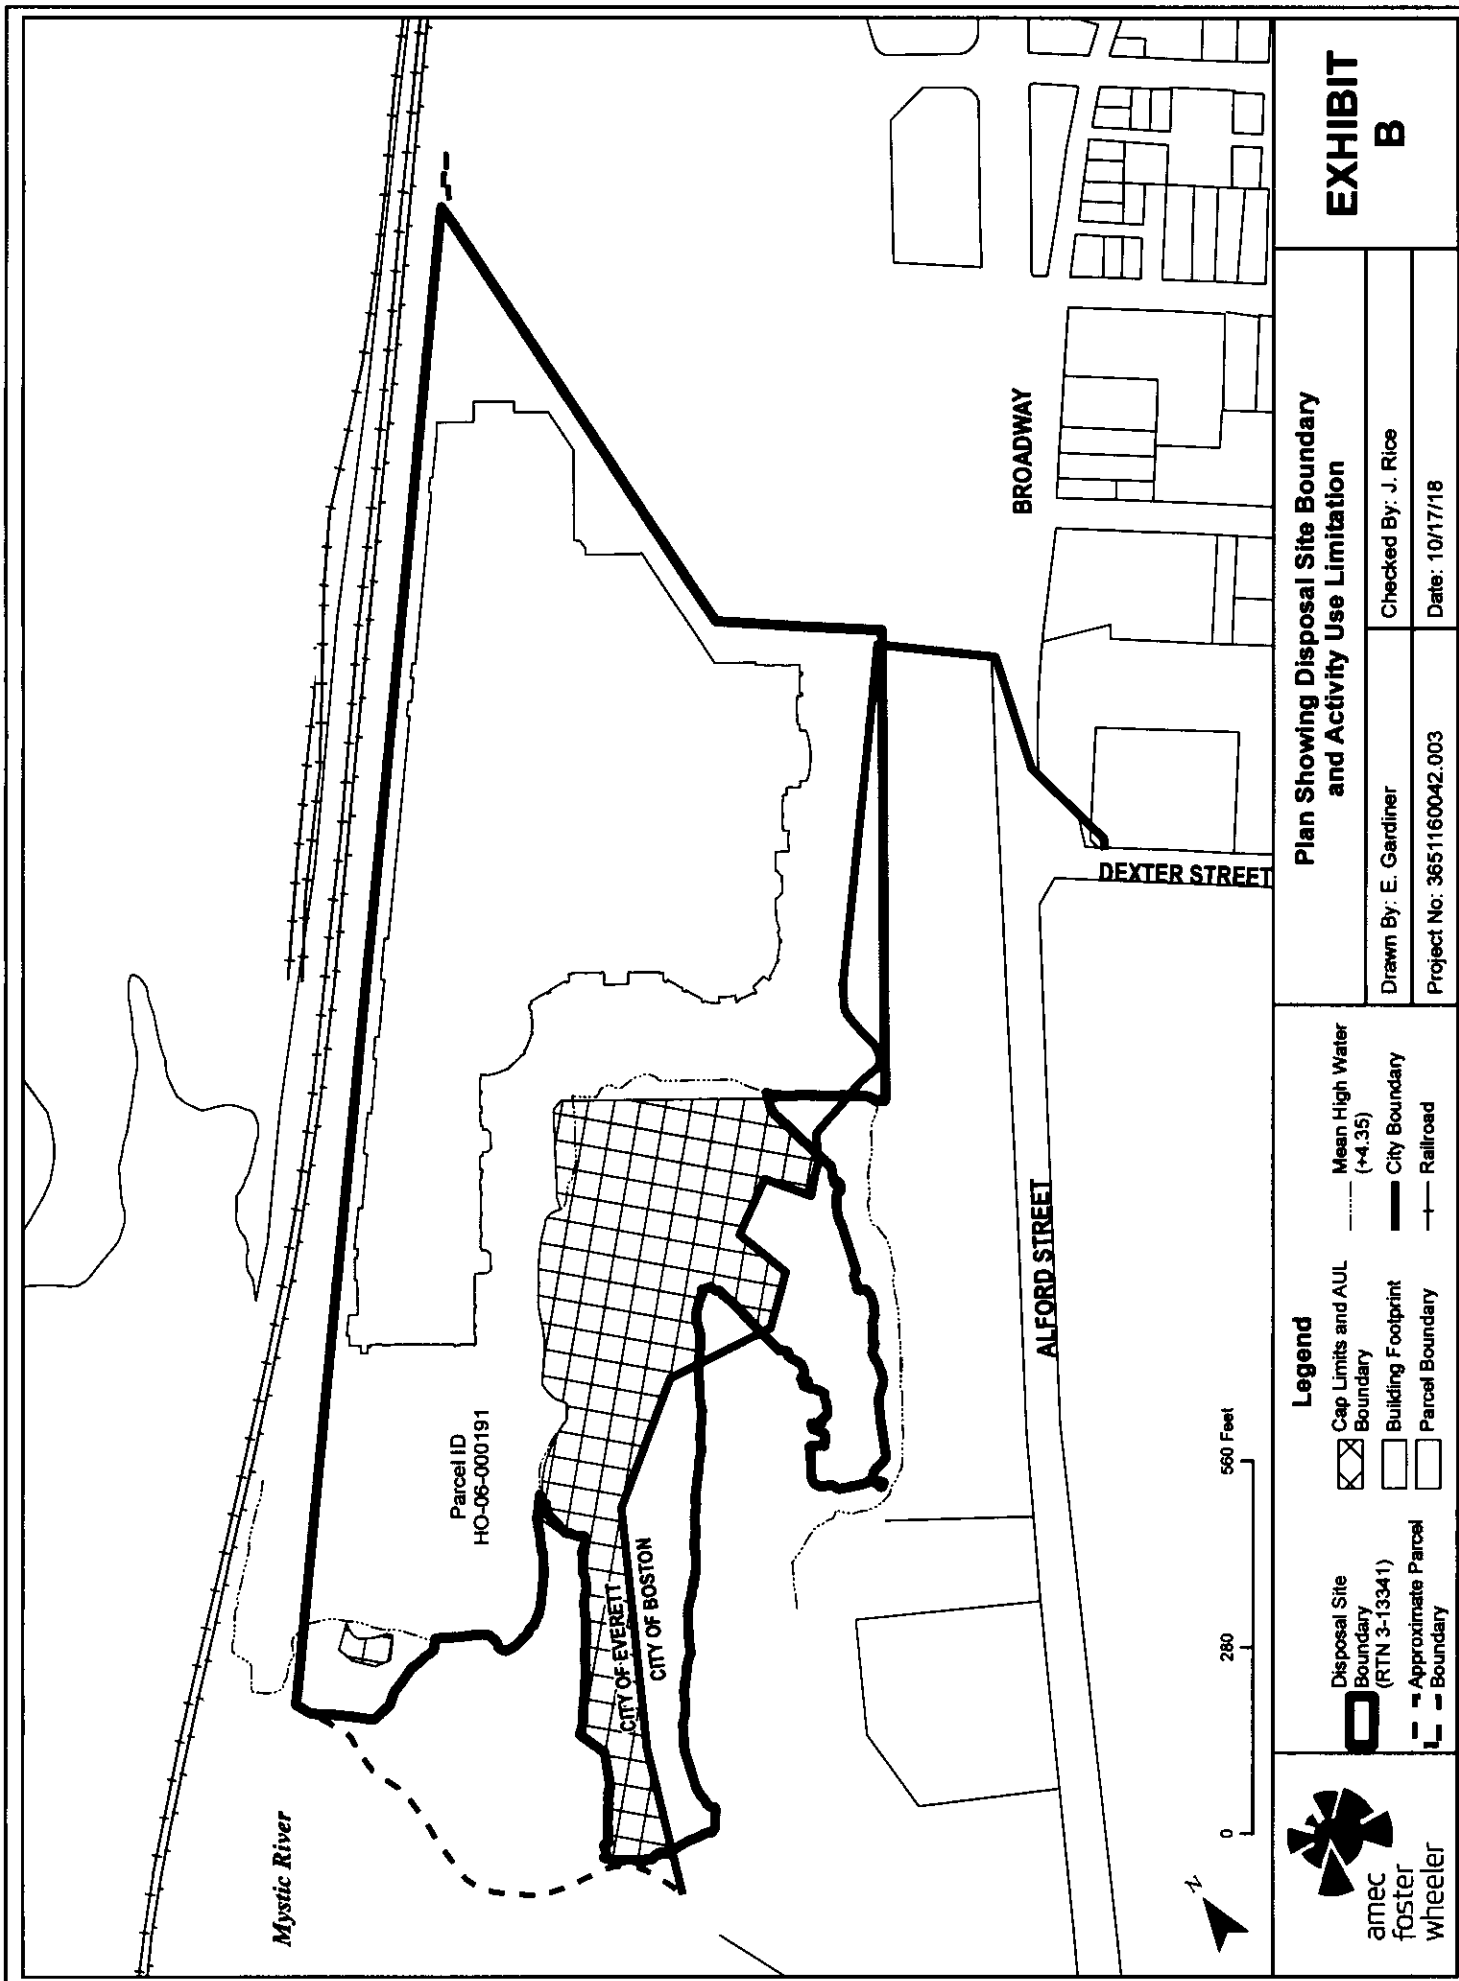 Mystic River
Parcel ID
HO-06-000191
CITY OF EVERETT
CITY OF BOSTON
BROADWAY
ALFORD STREET
DEXTER STREET
N
0 280 560 Feet
amec
foster
wheeler
Legend
Disposal Site
Boundary
(RTN 3-13341)
Approximate Parcel
Boundary
Cap Limits and AUL
Boundary
Building Footprint
Parcel Boundary
Mean High Water
(+4.35)
City Boundary
Railroad
Plan Showing Disposal Site Boundary
and Activity Use Limitation
Drawn By: E. Gardiner
Checked By: J. Rice
Project No: 3651160042.003
Date: 10/17/18
EXHIBIT
B